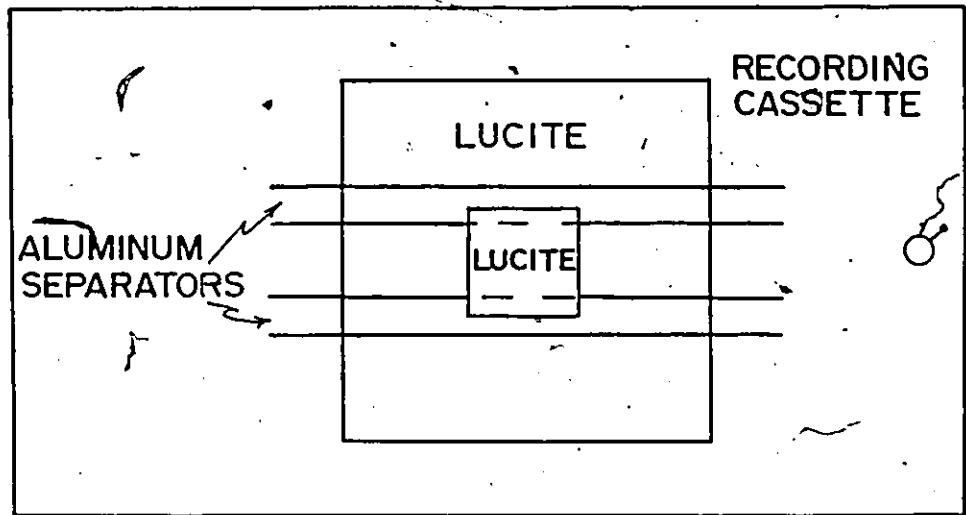 RECORDING
CASSETTE
LUCITE
LUCITE
ALUMINUM
SEPARATORS